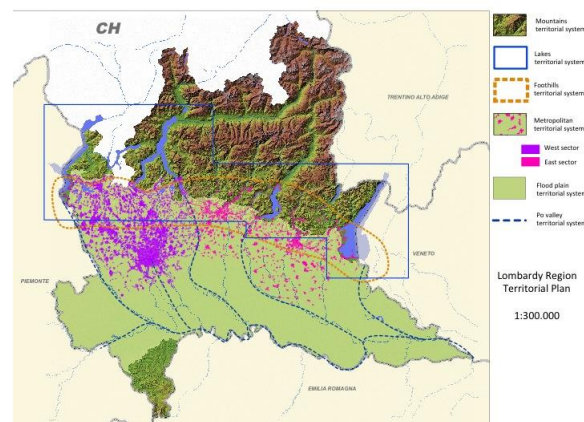 CH
TRENTINO ALTO ADIGE
VENETO
PIEMONTE
EMILIA ROMAGNA
Mountains
territorial system
Lakes
territorial system
Foothills
territorial system
Metropolitan
territorial system
West sector
East sector
Flood plain
territorial system
Po valley
territorial system
Lombardy Region
Territorial Plan
1:300.000